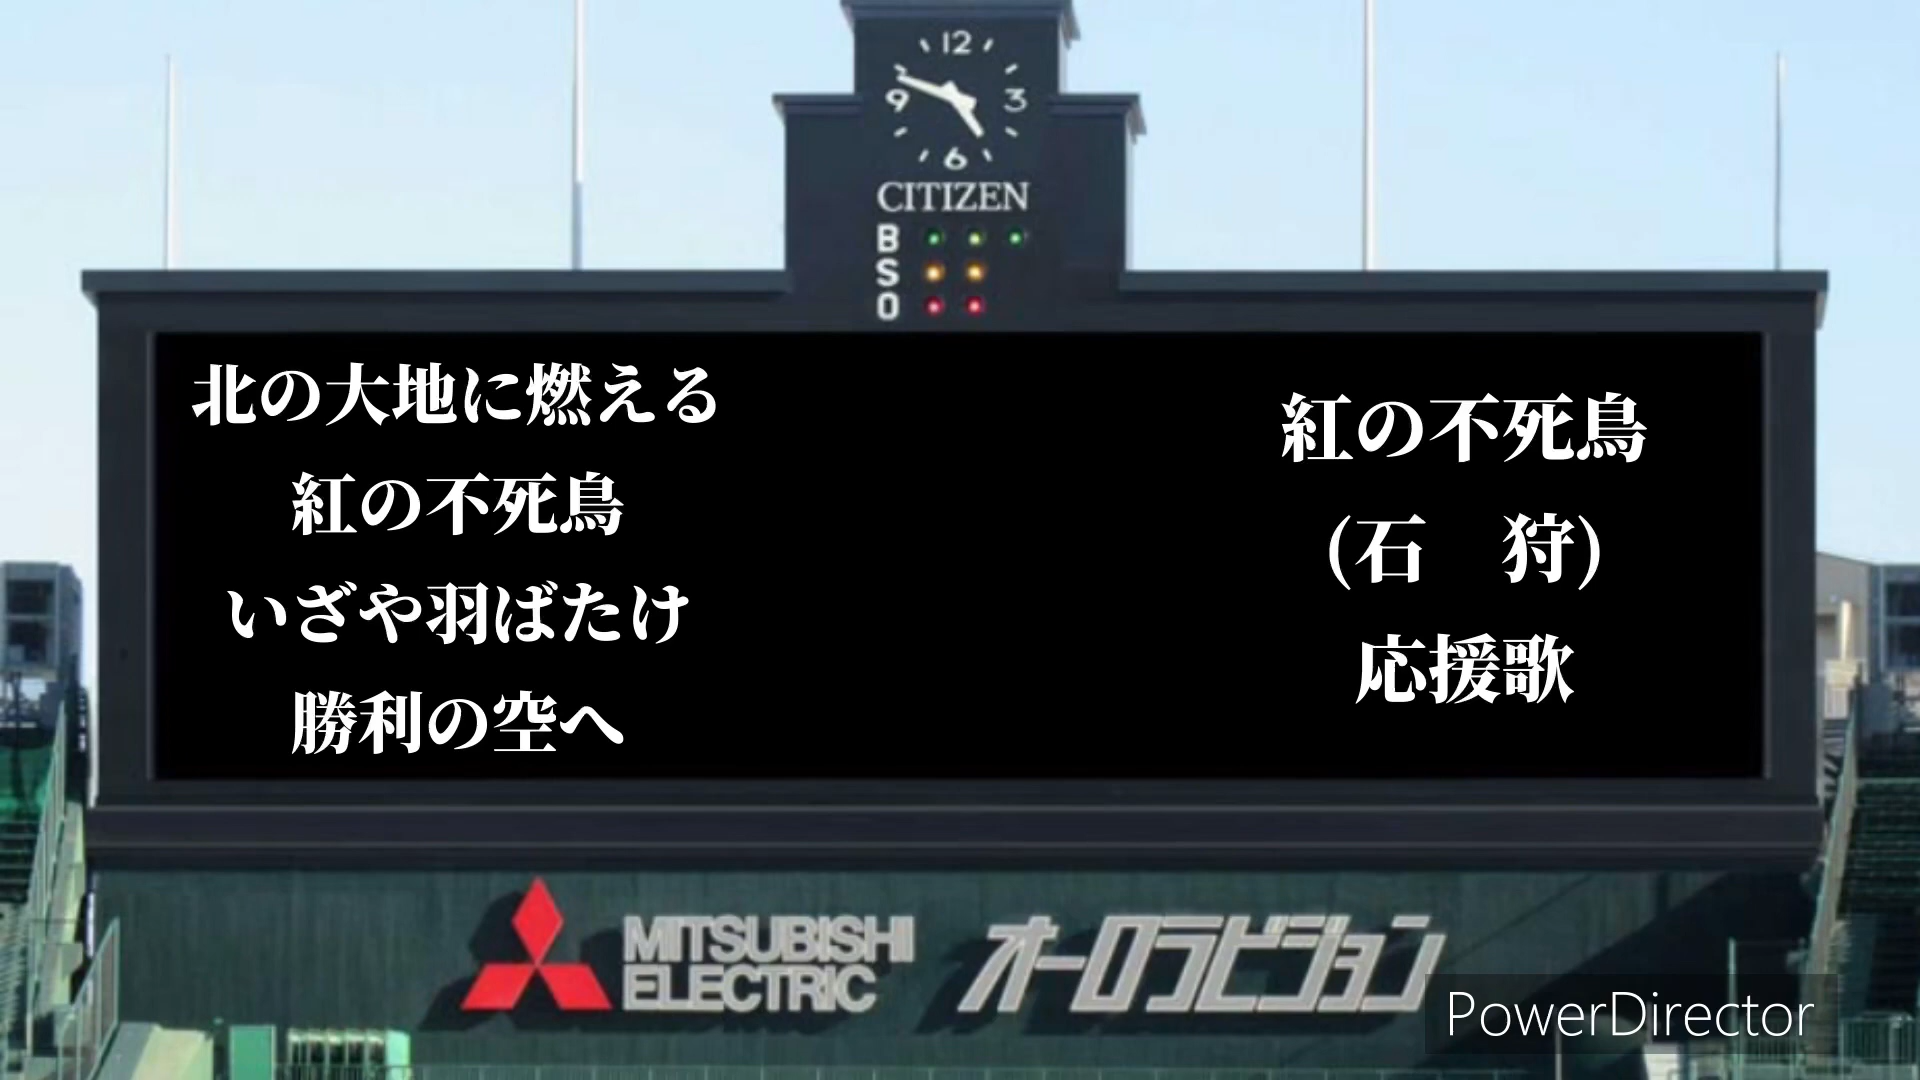 12
9 3
6
CITIZEN
B
S
O
北の大地に燃える
紅の不死鳥
いざや羽ばたけ
勝利の空へ
紅の不死鳥
(石　狩)
応援歌
MITSUBISHI
ELECTRIC
オーロラビジョン
PowerDirector